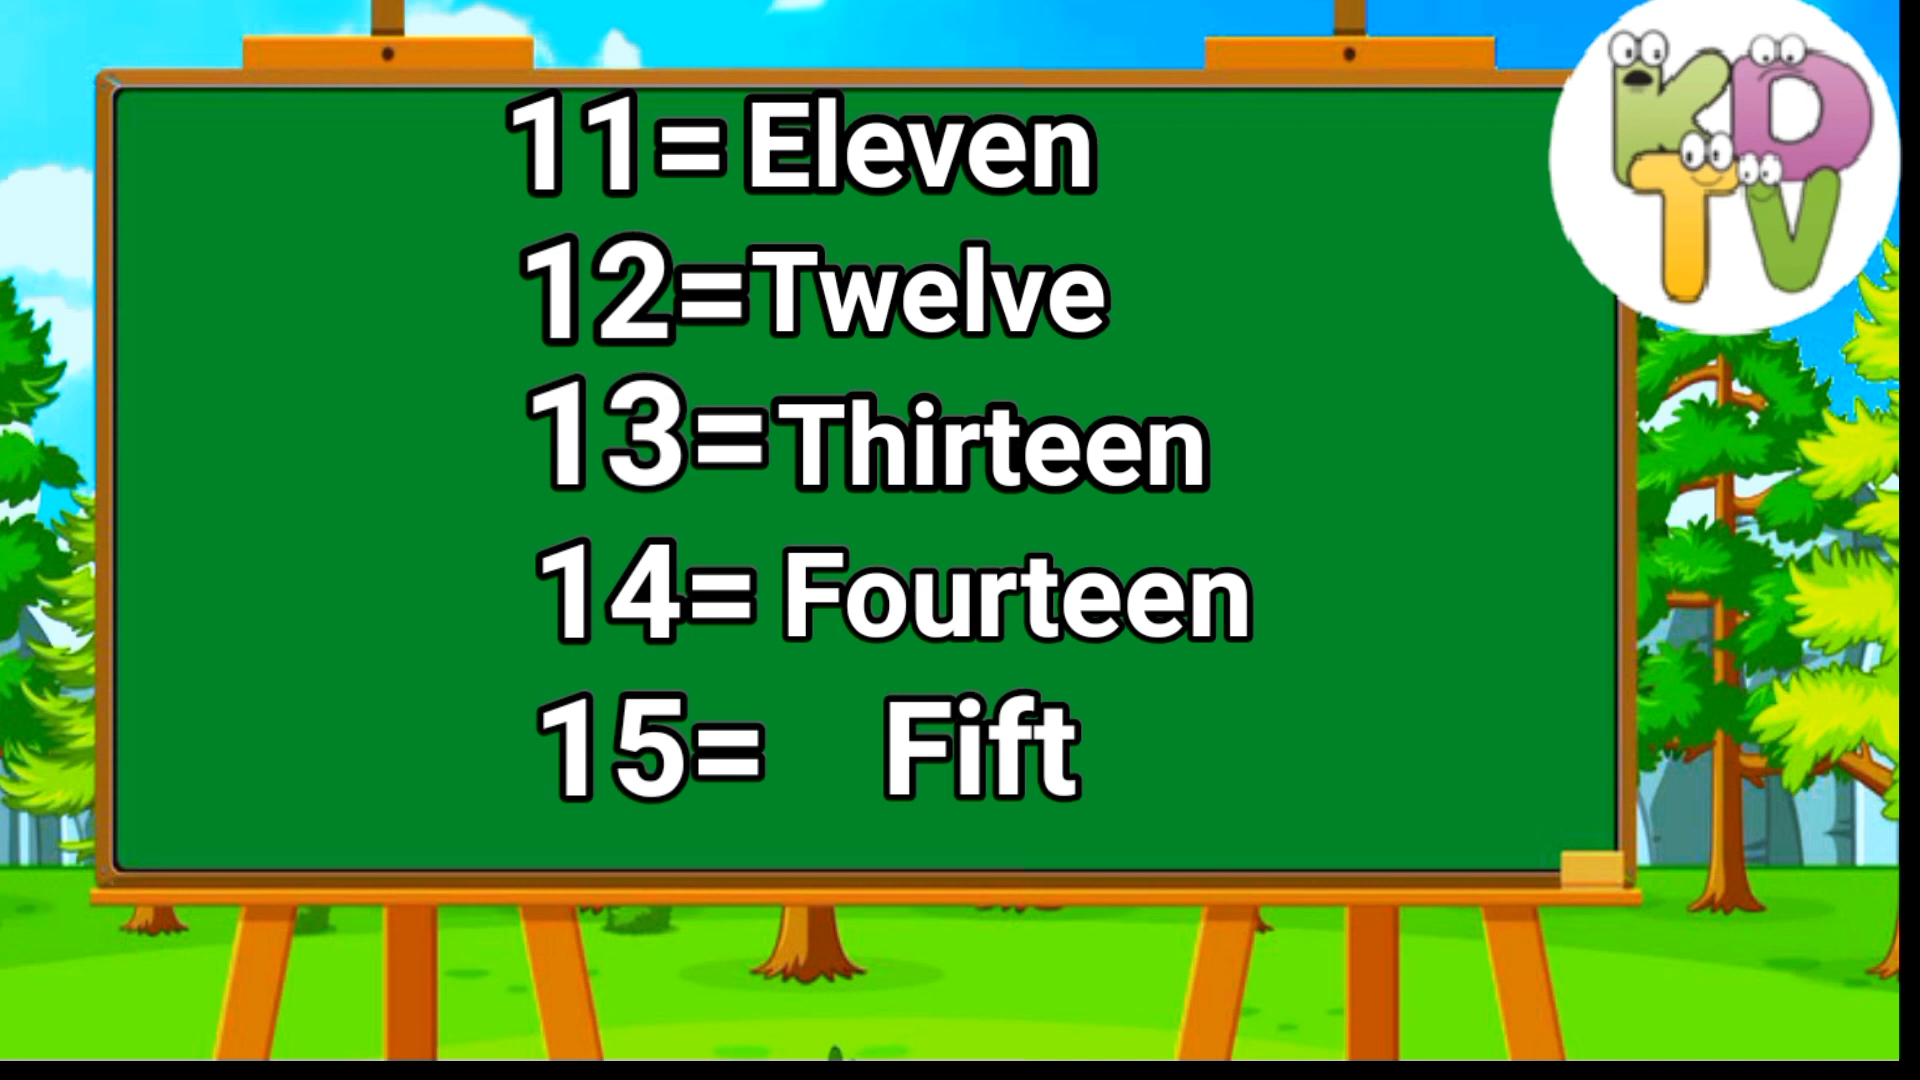 11= Eleven
12=Twelve
13=Thirteen
14= Fourteen
15= Fift
KD
TV